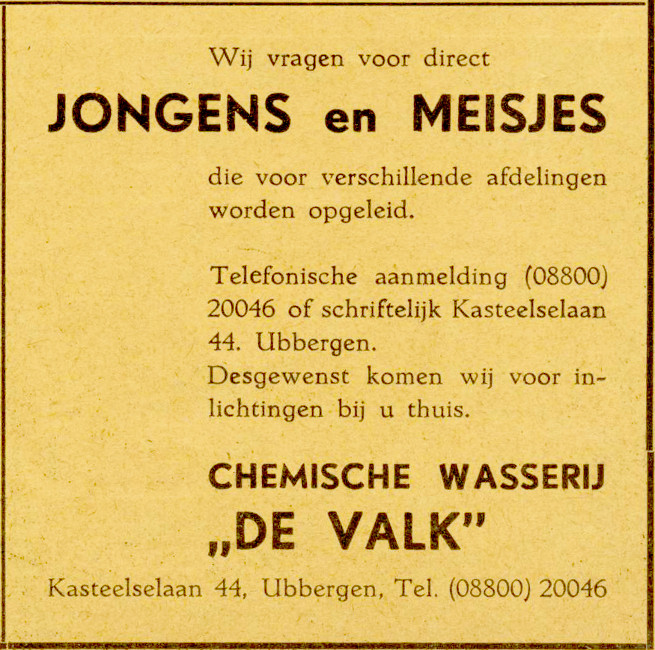 Wij vragen voor direct
JONGENS en MEISJES
die voor verschillende afdelingen
worden opgeleid.
Telefonische aanmelding (08800)
20046 of schriftelijk Kasteelselaan
44. Ubbergen.
Desgewenst komen wij voor in-
lichtingen bij u thuis.
CHEMISCHE WASSERIJ
„DE VALK”
Kasteelselaan 44, Ubbergen, Tel. (08800) 20046